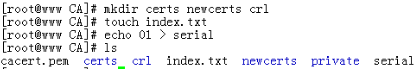 [root@www CA]# mkdir certs newcerts crl
[root@www CA]# touch index.txt
[root@www CA]# echo 01 > serial
[root@www CA]# ls
cacert.pem certs crl index.txt newcerts private serial